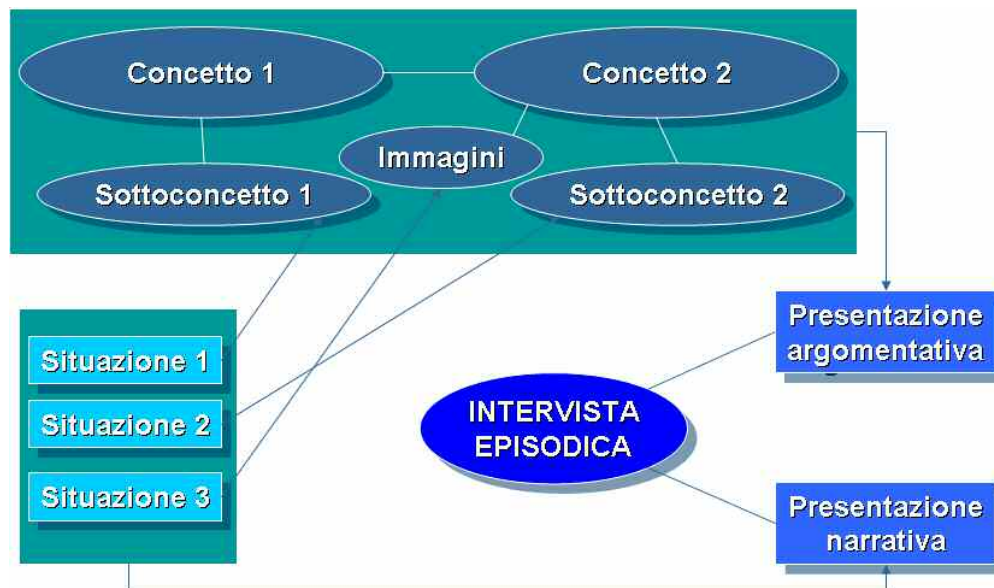 Concetto 1
Concetto 2
Immagini
Sottoconcetto 1
Sottoconcetto 2
Situazione 1
Situazione 2
Situazione 3
INTERVISTA
EPISODICA
Presentazione
argomentativa
Presentazione
narrativa